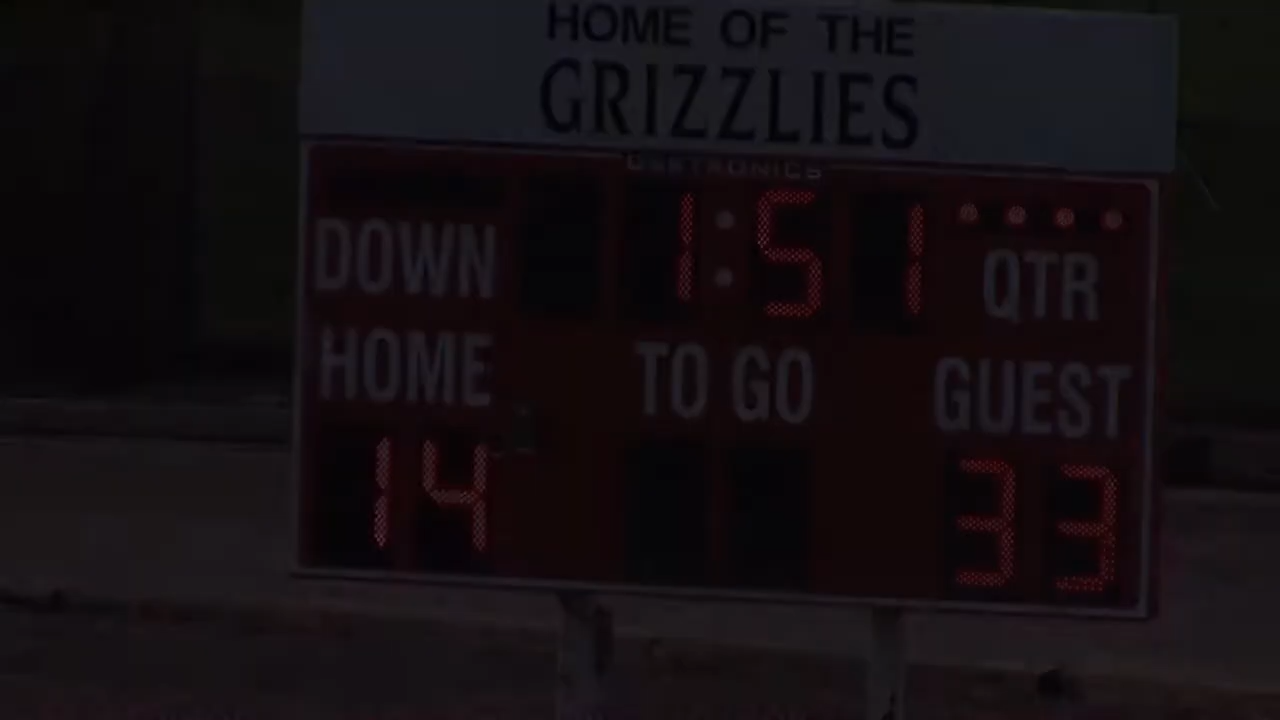 HOME OF THE
GRIZZLIES
1:51
DOWN
QTR
HOME
TO GO
GUEST
14
33